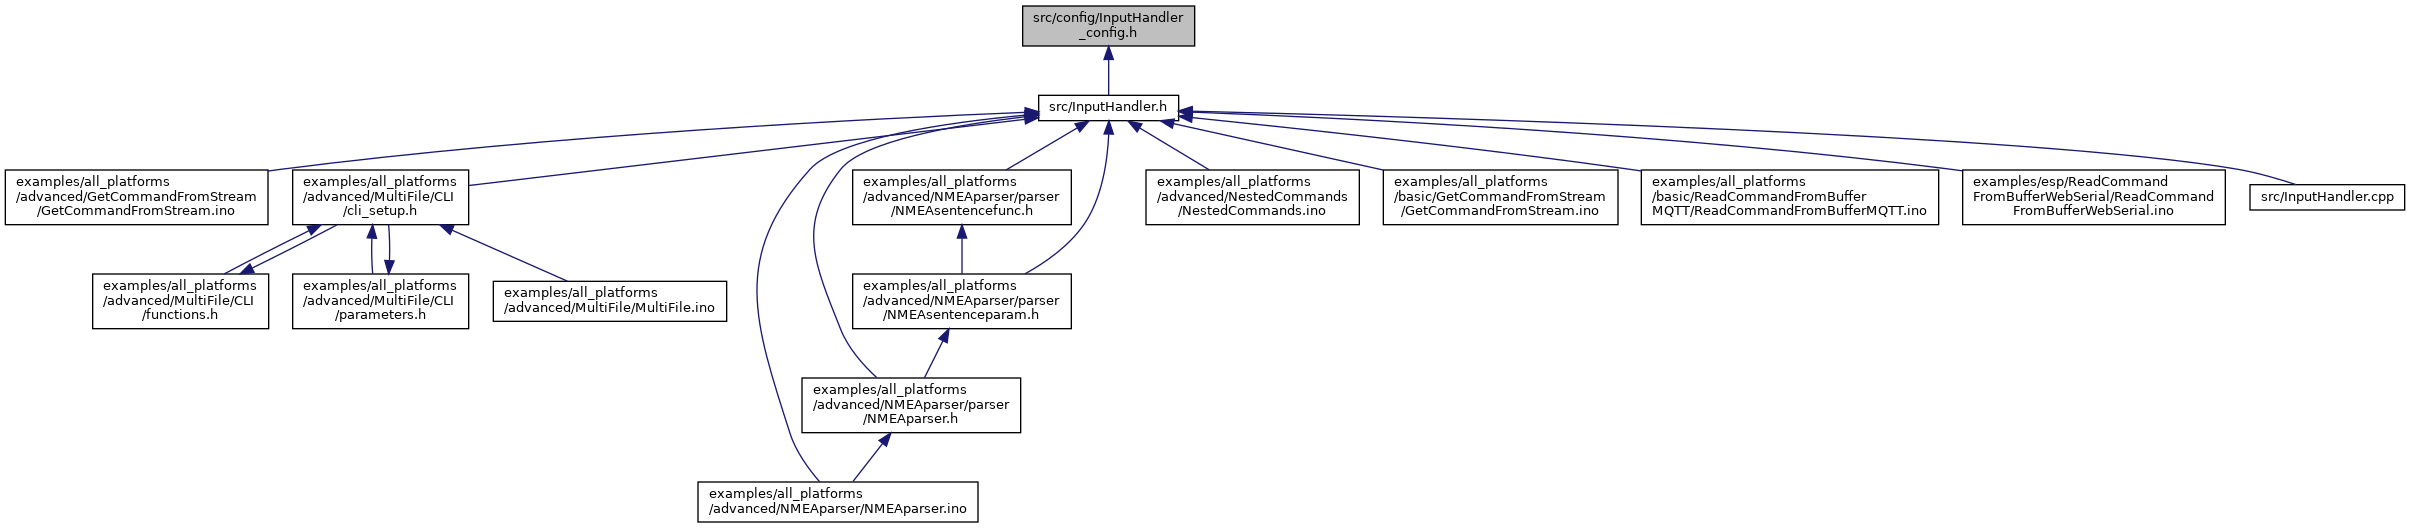 src/config/InputHandler
_config.h
src/InputHandler.h
examples/all_platforms
/advanced/GetCommandFromStream
/GetCommandFromStream.ino
examples/all_platforms
/advanced/MultiFile/CLI
/cli_setup.h
examples/all_platforms
/advanced/NMEAparser/parser
/NMEAsentencefunc.h
examples/all_platforms
/advanced/NestedCommands
/NestedCommands.ino
examples/all_platforms
/basic/GetCommandFromStream
/GetCommandFromStream.ino
examples/all_platforms
/basic/ReadCommandFromBuffer
MQTT/ReadCommandFromBufferMQTT.ino
examples/esp/ReadCommand
FromBufferWebSerial/ReadCommand
FromBufferWebSerial.ino
src/InputHandler.cpp
examples/all_platforms
/advanced/MultiFile/CLI
/functions.h
examples/all_platforms
/advanced/MultiFile/CLI
/parameters.h
examples/all_platforms
/advanced/MultiFile/MultiFile.ino
examples/all_platforms
/advanced/NMEAparser/parser
/NMEAsentenceparam.h
examples/all_platforms
/advanced/NMEAparser/parser
/NMEAparser.h
examples/all_platforms
/advanced/NMEAparser/NMEAparser.ino